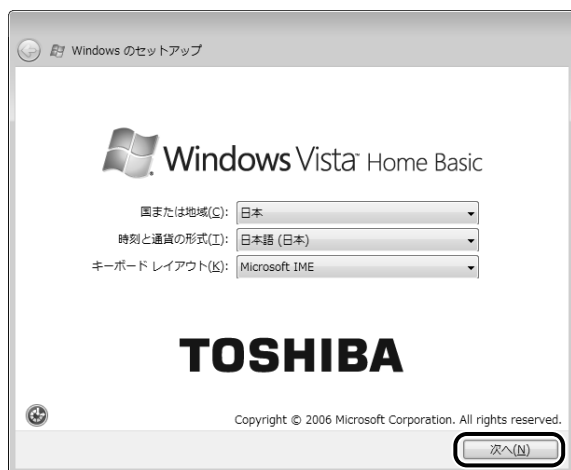 Windows のセットアップ
Windows Vista™ Home Basic
国または地域(C): 日本
時刻と通貨の形式(T): 日本語 (日本)
キーボード レイアウト(K): Microsoft IME
TOSHIBA
Copyright © 2006 Microsoft Corporation. All rights reserved.
次へ(N)